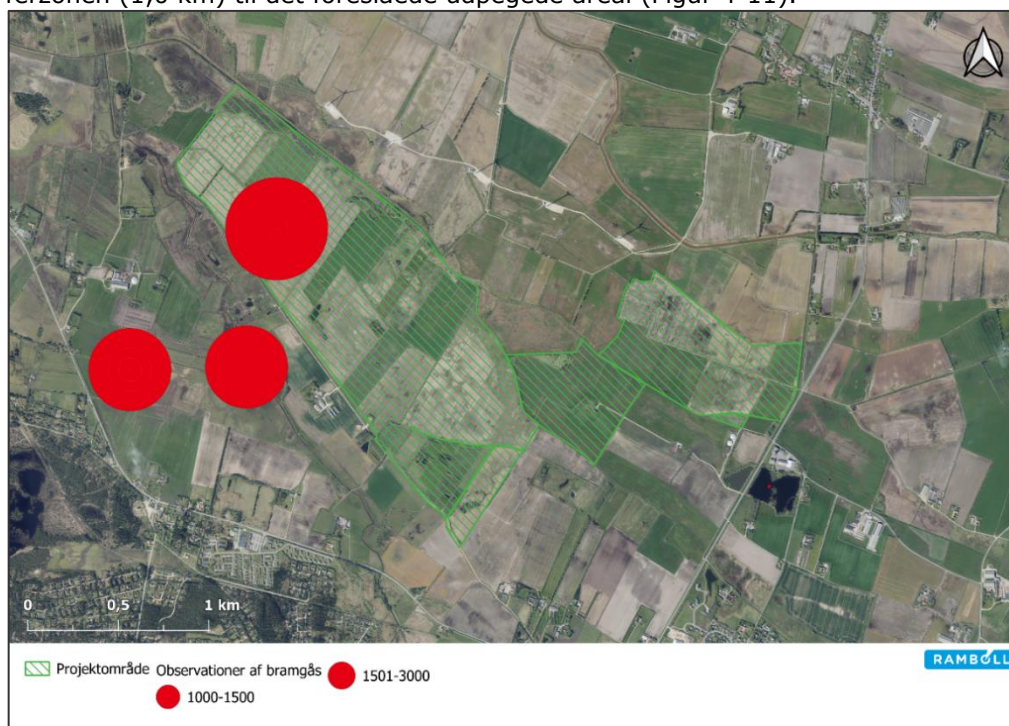 (1,0 km) til det foreslåede udpegede areal (Figur 4-11).
0 0,5 1 km
Projektområde Observationer af bramgås
1501-3000
1000-1500
RAMBOLL